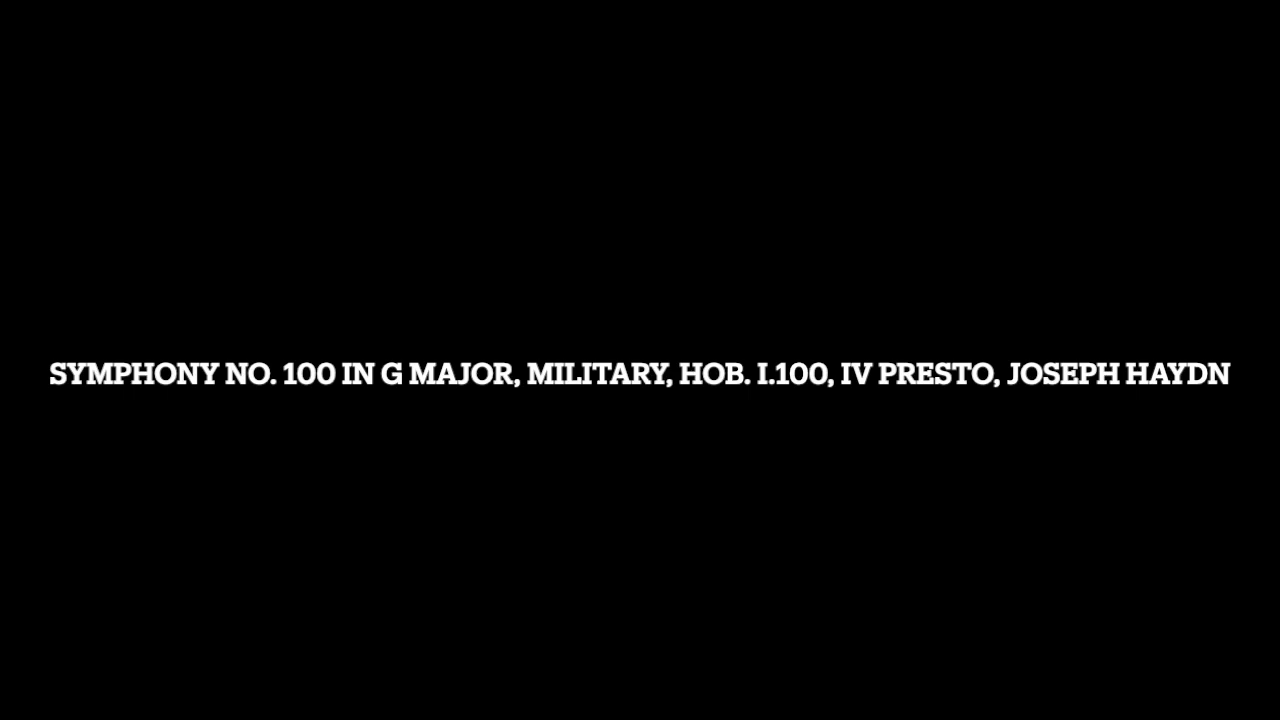 SYMPHONY NO. 100 IN G MAJOR, MILITARY, HOB. I.100, IV PRESTO, JOSEPH HAYDN